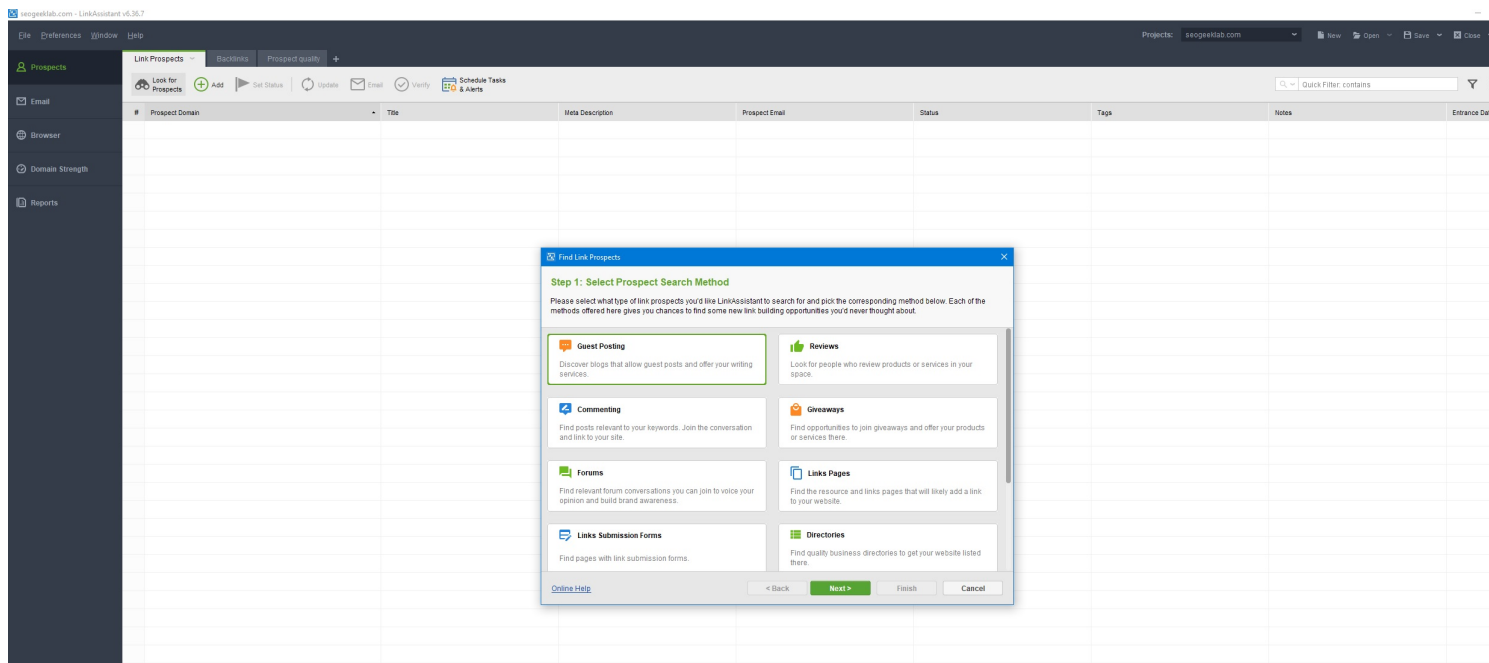 seogeeklab.com - LinkAssistant v6.36.7
File Preferences Window Help
Projects: seogeeklab.com New Open Save Close
Prospects
Email
Browser
Domain Strength
Reports
Link Prospects Backlinks Prospect quality +
Look for Prospects Add Set Status Update Email Verify Schedule Tasks & Alerts
Quick Filter: contains
# Prospect Domain Title Meta Description Prospect Email Status Tags Notes Entrance Dat
Find Link Prospects
Step 1: Select Prospect Search Method
Please select what type of link prospects you'd like LinkAssistant to search for and pick the corresponding method below. Each of the
methods offered here gives you chances to find some new link building opportunities you'd never thought about.
Guest Posting
Discover blogs that allow guest posts and offer your writing
services.
Reviews
Look for people who review products or services in your
space.
Commenting
Find posts relevant to your keywords. Join the conversation
and link to your site.
Giveaways
Find opportunities to join giveaways and offer your products
or services there.
Forums
Find relevant forum conversations you can join to voice your
opinion and build brand awareness.
Links Pages
Find the resource and links pages that will likely add a link
to your website.
Links Submission Forms
Find pages with link submission forms.
Directories
Find quality business directories to get your website listed
there.
Online Help < Back Next > Finish Cancel